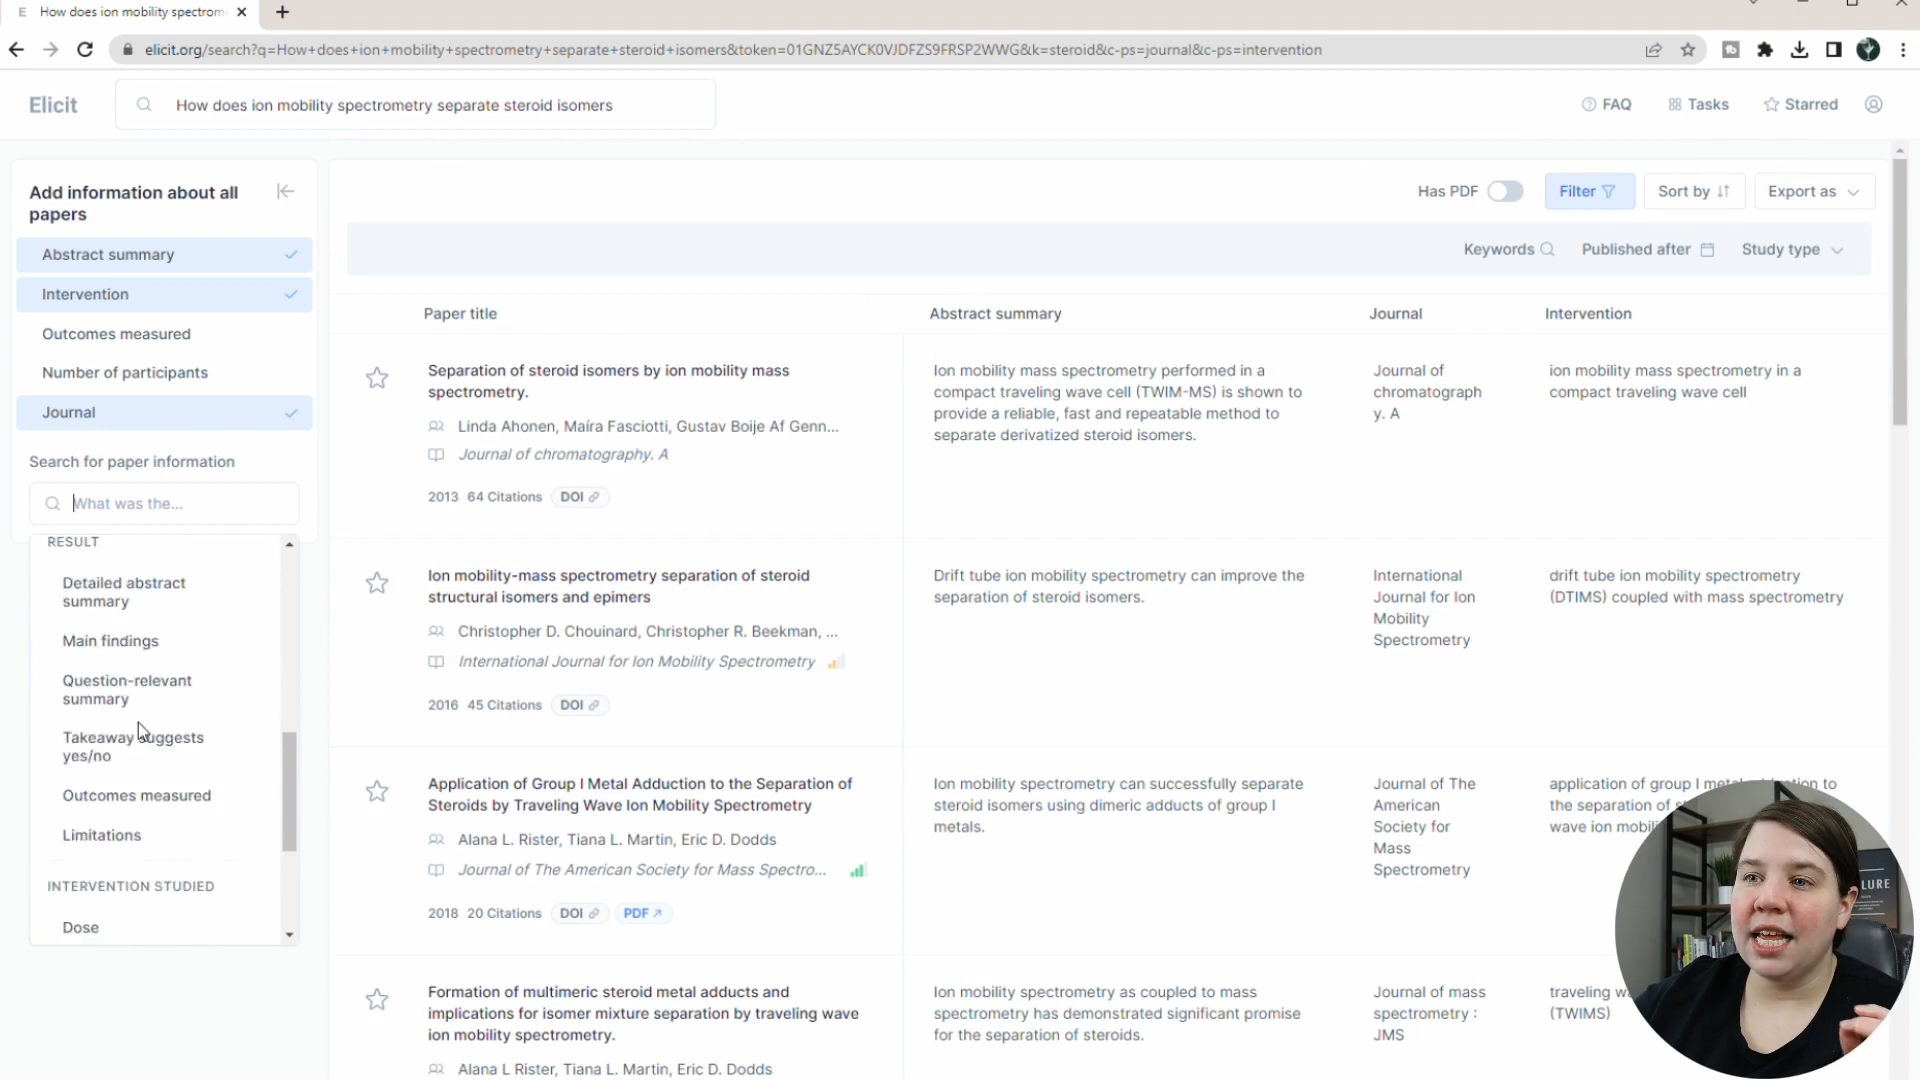 E How does ion mobility spectrom
elicit.org/search?q=How+does+ion+mobility+spectrometry+separate+steroid+isomers&token=01GNZ5AYCK0VJDFZS9FRSP2WWG&k=steroid&c-ps=journal&c-ps=intervention
Elicit
How does ion mobility spectrometry separate steroid isomers
FAQ
Tasks
Starred
Add information about all
papers
Abstract summary
Intervention
Outcomes measured
Number of participants
Journal
Search for paper information
What was the...
RESULT
Detailed abstract
summary
Main findings
Question-relevant
summary
Takeaway suggests
yes/no
Outcomes measured
Limitations
INTERVENTION STUDIED
Dose
Has PDF
Filter
Sort by
Export as
Keywords
Published after
Study type
Paper title
Abstract summary
Journal
Intervention
Separation of steroid isomers by ion mobility mass
spectrometry.
Linda Ahonen, Maíra Fasciotti, Gustav Boije Af Genn...
Journal of chromatography. A
2013 64 Citations DOI
Ion mobility mass spectrometry performed in a
compact traveling wave cell (TWIM-MS) is shown to
provide a reliable, fast and repeatable method to
separate derivatized steroid isomers.
Journal of
chromatograph
y. A
ion mobility mass spectrometry in a
compact traveling wave cell
Ion mobility-mass spectrometry separation of steroid
structural isomers and epimers
Christopher D. Chouinard, Christopher R. Beekman, ...
International Journal for Ion Mobility Spectrometry
2016 45 Citations DOI
Drift tube ion mobility spectrometry can improve the
separation of steroid isomers.
International
Journal for Ion
Mobility
Spectrometry
drift tube ion mobility spectrometry
(DTIMS) coupled with mass spectrometry
Application of Group I Metal Adduction to the Separation of
Steroids by Traveling Wave Ion Mobility Spectrometry
Alana L. Rister, Tiana L. Martin, Eric D. Dodds
Journal of The American Society for Mass Spectro...
2018 20 Citations DOI PDF
Ion mobility spectrometry can successfully separate
steroid isomers using dimeric adducts of group I
metals.
Journal of The
American
Society for
Mass
Spectrometry
application of group I
the separation of
wave ion
Formation of multimeric steroid metal adducts and
implications for isomer mixture separation by traveling wave
ion mobility spectrometry.
Alana L Rister, Tiana L. Martin, Eric D. Dodds
Ion mobility spectrometry as coupled to mass
spectrometry has demonstrated significant promise
for the separation of steroids.
Journal of mass
spectrometry :
JMS
traveling
(TWIMS)